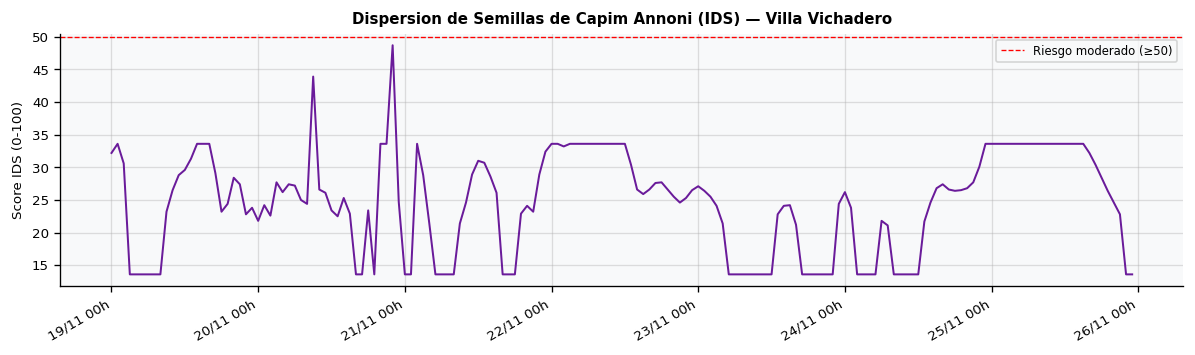 Dispersion de Semillas de Capim Annoni (IDS) — Villa Vichadero
Score IDS (0-100)
50
45
40
35
30
25
20
15
Riesgo moderado (≥50)
19/11 00h
20/11 00h
21/11 00h
22/11 00h
23/11 00h
24/11 00h
25/11 00h
26/11 00h